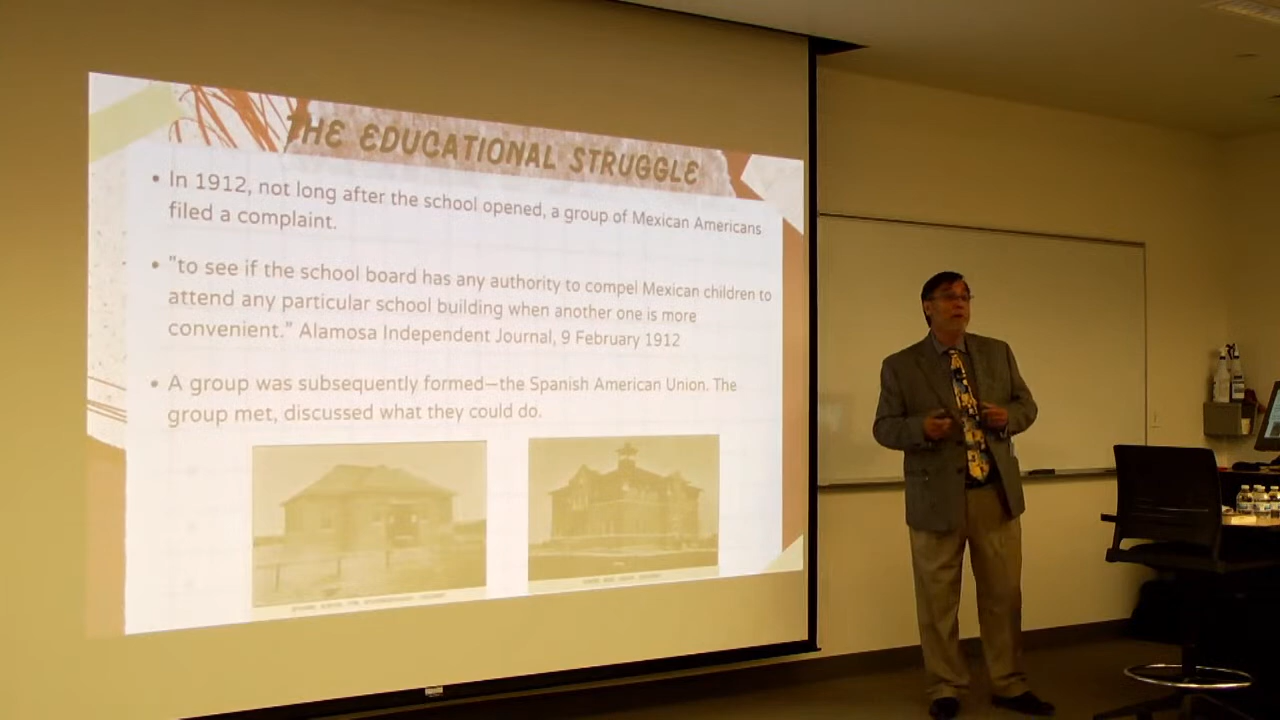 THE EDUCATIONAL STRUGGLE
• In 1912, not long after the school opened, a group of Mexican Americans
filed a complaint.
• "to see if the school board has any authority to compel Mexican children to
attend any particular school building when another one is more
convenient." Alamosa Independent Journal, 9 February 1912
• A group was subsequently formed—the Spanish American Union. The
group met, discussed what they could do.